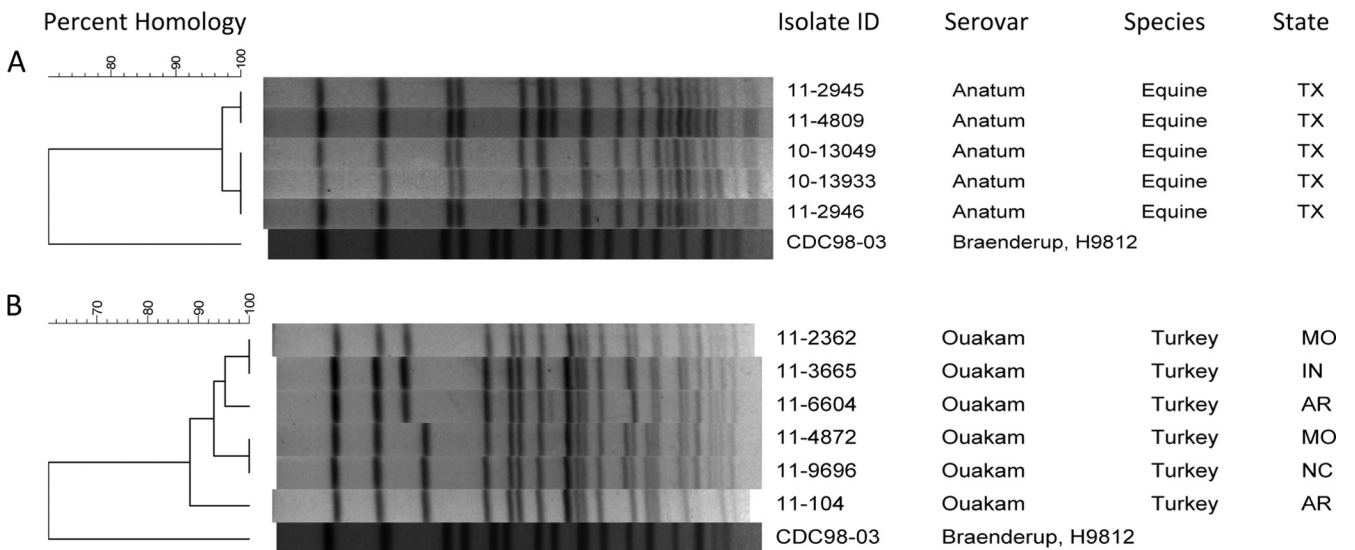 Percent Homology Isolate ID Serovar Species State
A
80 90 100
11-2945 Anatum Equine TX
11-4809 Anatum Equine TX
10-13049 Anatum Equine TX
10-13933 Anatum Equine TX
11-2946 Anatum Equine TX
CDC98-03 Braenderup, H9812
B
70 80 90 100
11-2362 Ouakam Turkey MO
11-3665 Ouakam Turkey IN
11-6604 Ouakam Turkey AR
11-4872 Ouakam Turkey MO
11-9696 Ouakam Turkey NC
11-104 Ouakam Turkey AR
CDC98-03 Braenderup, H9812